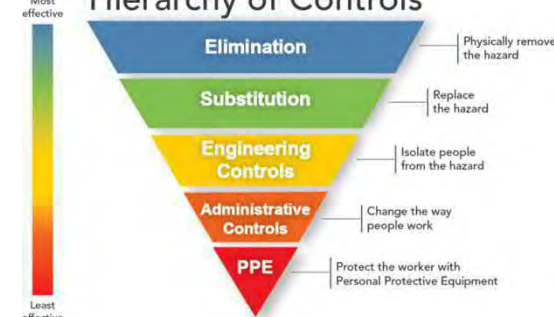 Hierarchy of Controls
Most
effective
Elimination
Physically remove
the hazard
Substitution
Replace
the hazard
Engineering
Controls
Isolate people
from the hazard
Administrative
Controls
Change the way
people work
PPE
Protect the worker with
Personal Protective Equipment
Least
effective